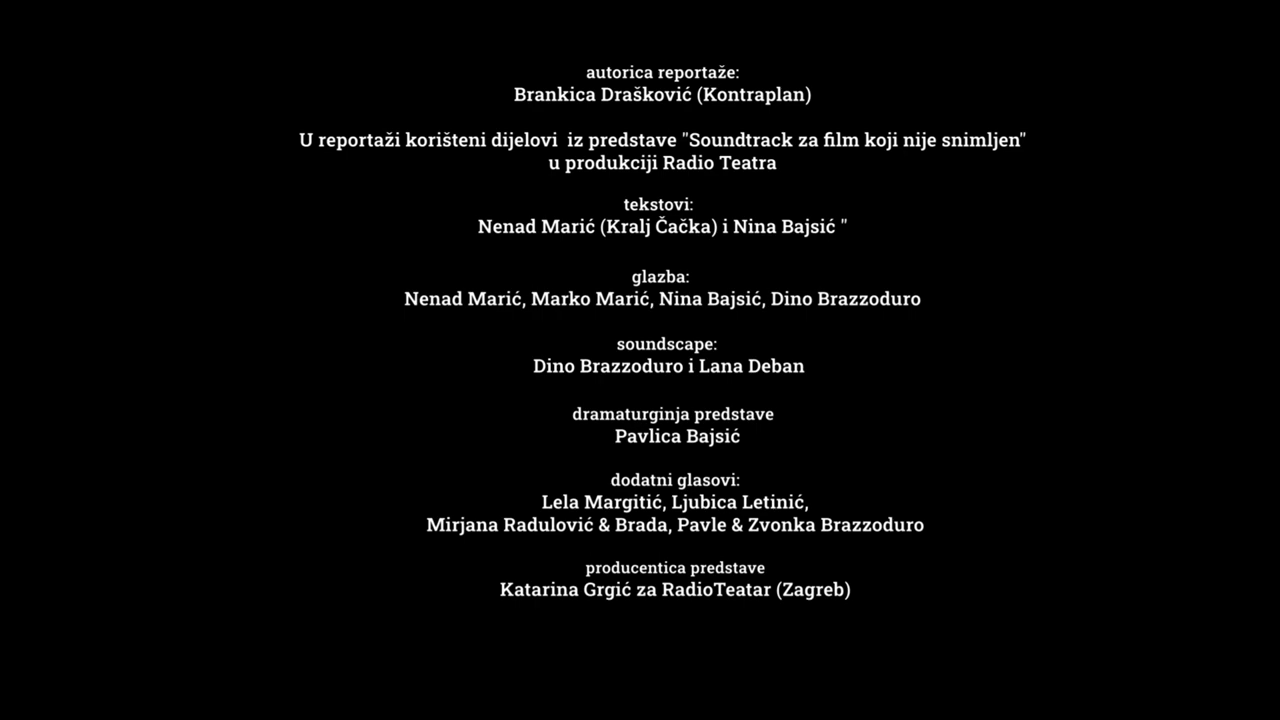 autorica reportaže:
Brankica Drašković (Kontraplan)
U reportaži korišteni dijelovi  iz predstave "Soundtrack za film koji nije snimljen"
u produkciji Radio Teatra
tekstovi:
Nenad Marić (Kralj Čačka) i Nina Bajsić "
glazba:
Nenad Marić, Marko Marić, Nina Bajsić, Dino Brazzoduro
soundscape:
Dino Brazzoduro i Lana Deban
dramaturginja predstave
Pavlica Bajsić
dodatni glasovi:
Lela Margitić, Ljubica Letinić,
Mirjana Radulović & Brada, Pavle & Zvonka Brazzoduro
producentica predstave
Katarina Grgić za RadioTeatar (Zagreb)